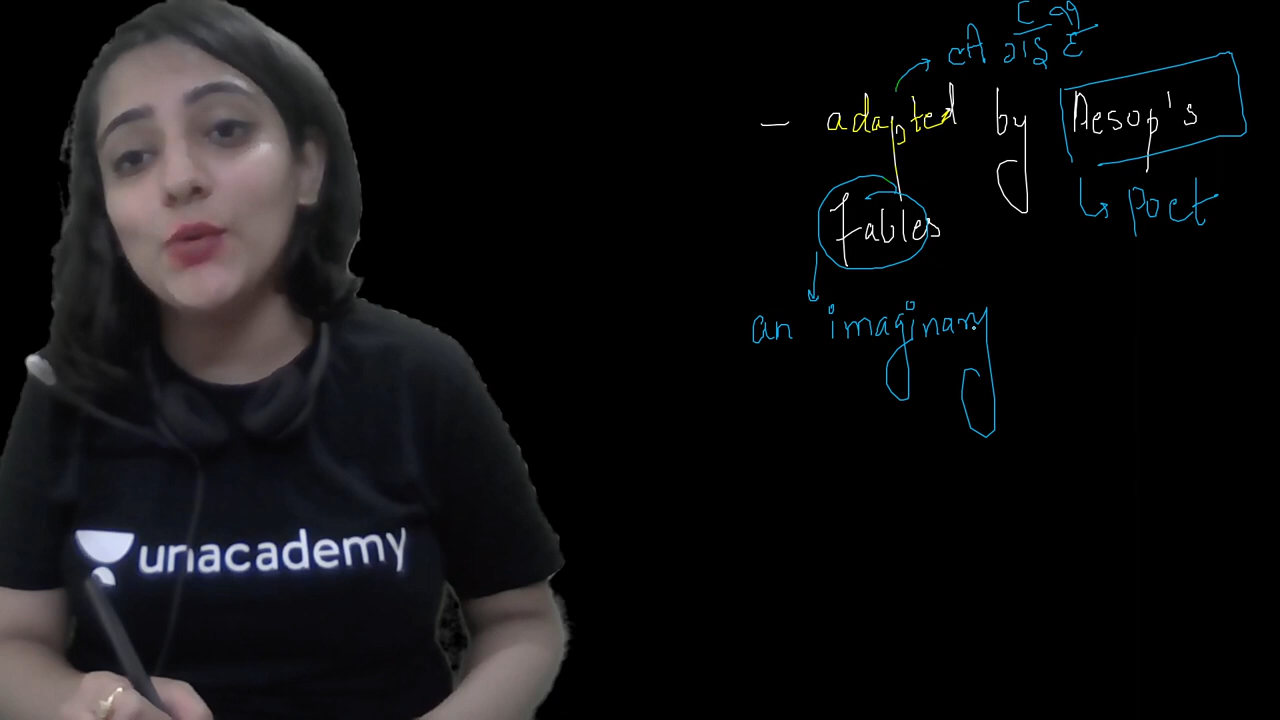 – adapted by Aesop's
Fables
↳ poet
an imaginary
unacademy